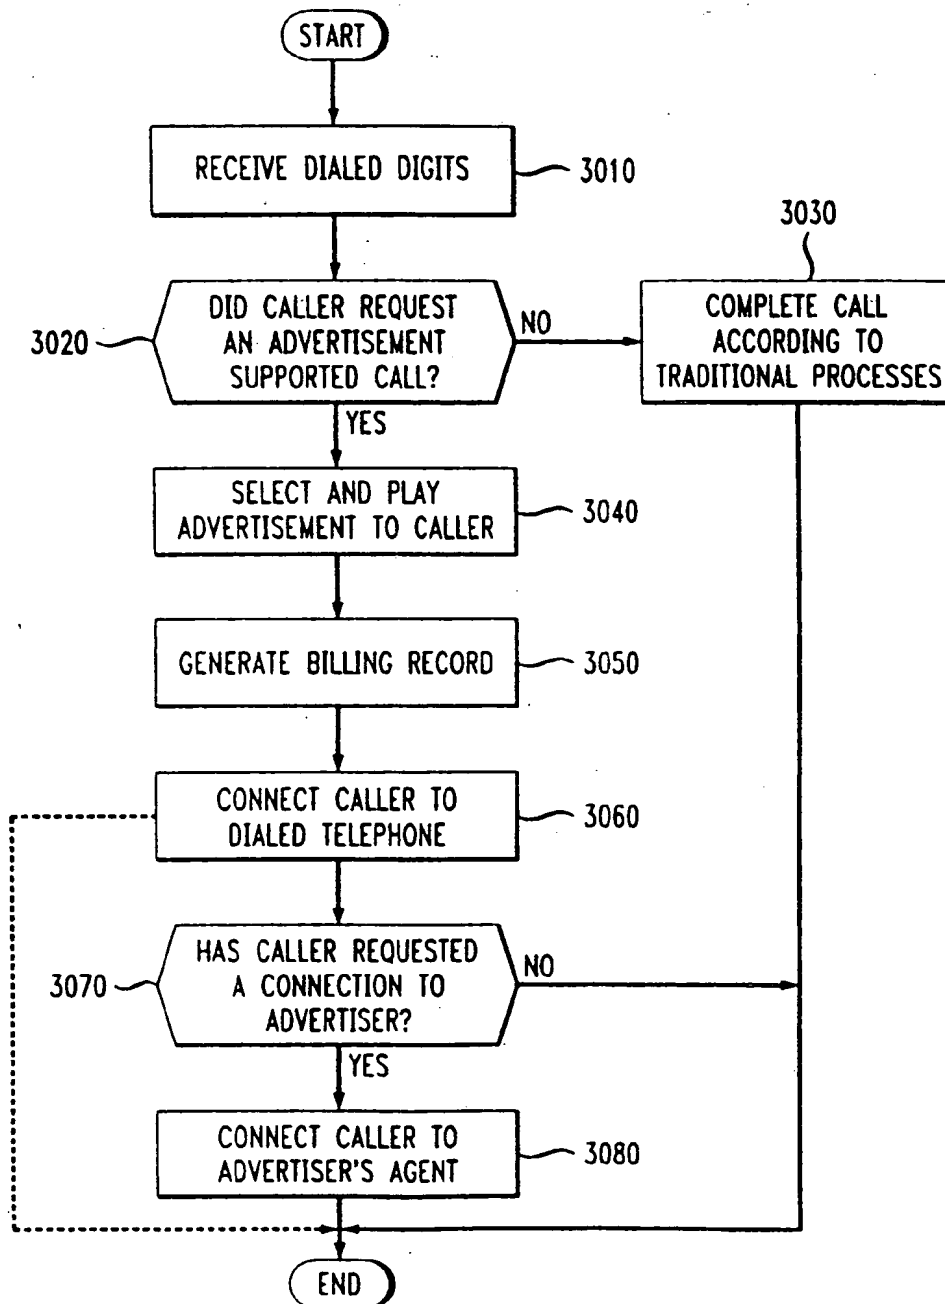 START
RECEIVE DIALED DIGITS
3010
3030
DID CALLER REQUEST
AN ADVERTISEMENT
SUPPORTED CALL?
3020
NO
COMPLETE CALL
ACCORDING TO
TRADITIONAL PROCESSES
YES
SELECT AND PLAY
ADVERTISEMENT TO CALLER
3040
GENERATE BILLING RECORD
3050
CONNECT CALLER TO
DIALED TELEPHONE
3060
HAS CALLER REQUESTED
A CONNECTION TO
ADVERTISER?
3070
NO
YES
CONNECT CALLER TO
ADVERTISER'S AGENT
3080
END